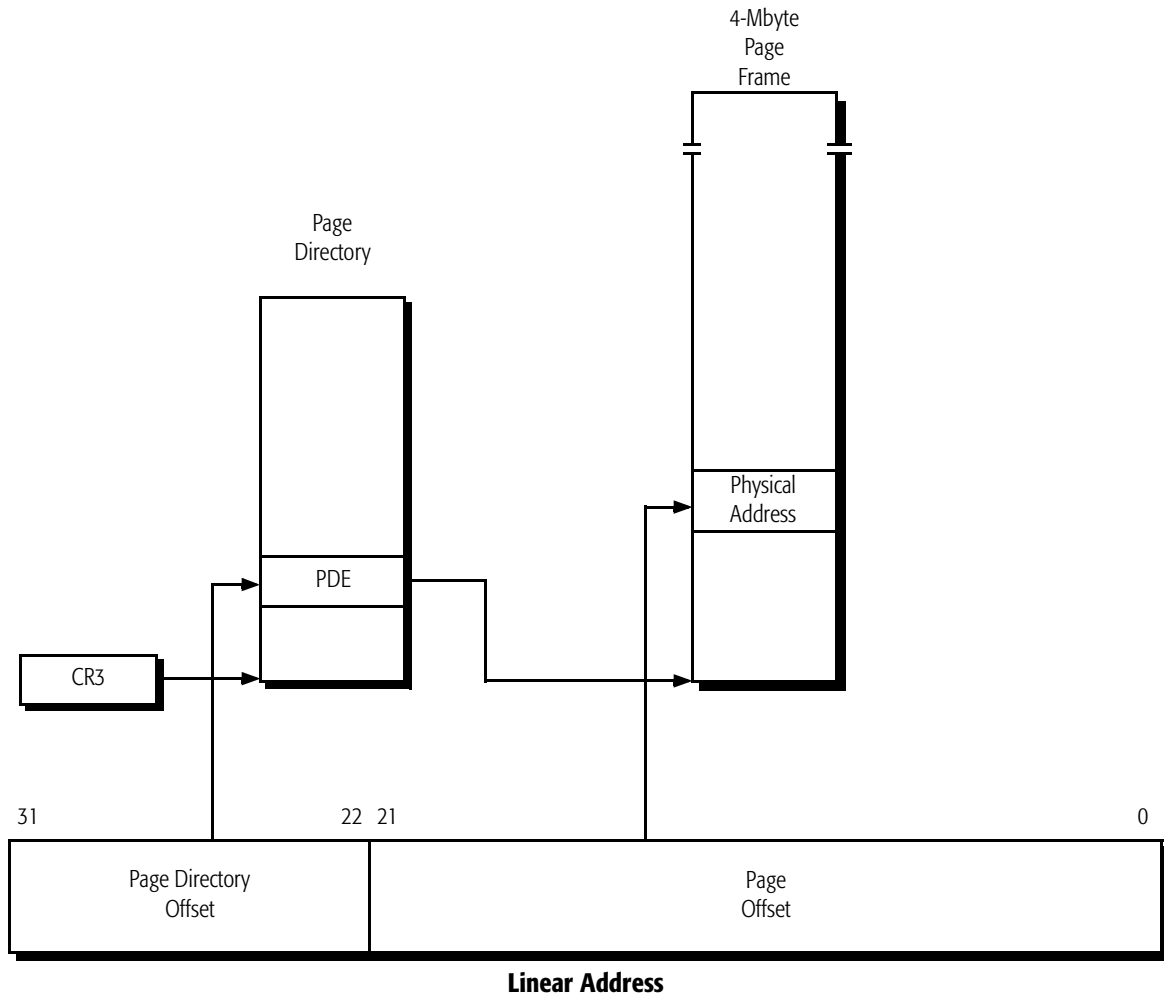 4-Mbyte
Page
Frame
Page
Directory
Physical
Address
PDE
CR3
31
22
21
0
Page Directory
Offset
Page
Offset
Linear Address